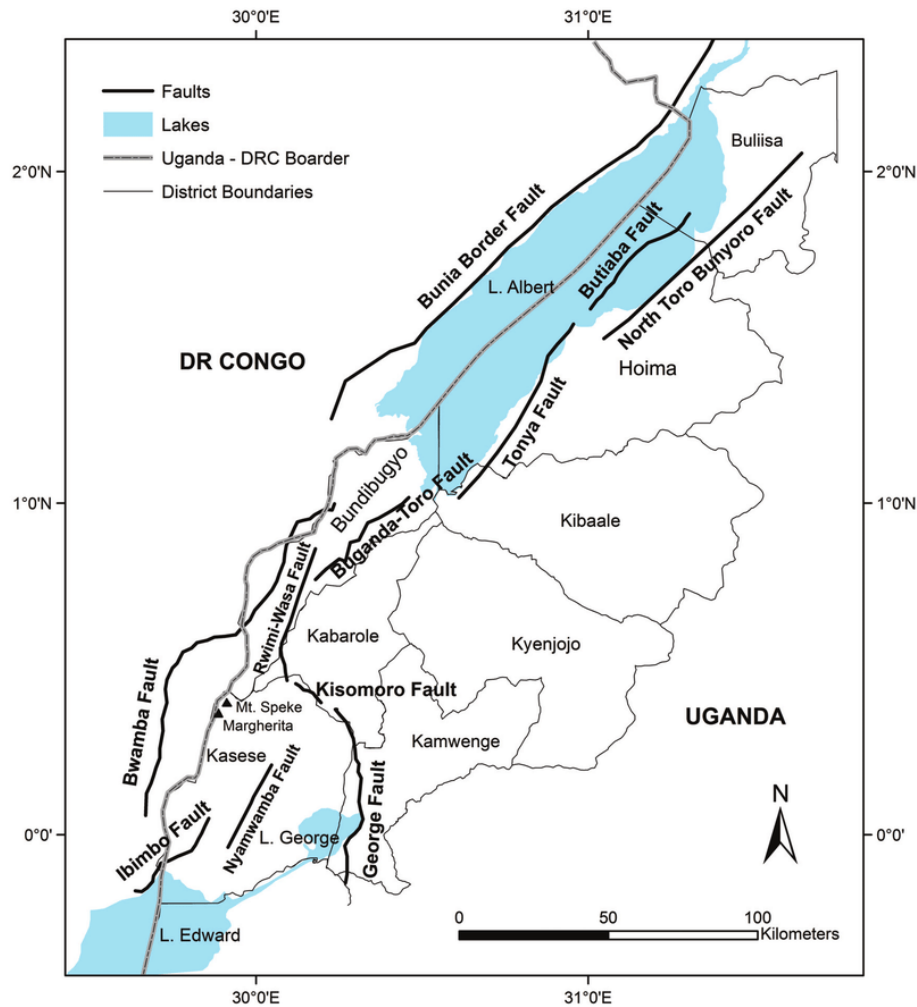 30°0'E
31°0'E
Faults
Lakes
Uganda - DRC Boarder
District Boundaries
2°0'N
2°0'N
Buliisa
Bunia Border Fault
Butiaba Fault
North Toro Bunyoro Fault
L. Albert
DR CONGO
Hoima
Tonya Fault
Bundibugyo
Buganda-Toro Fault
1°0'N
1°0'N
Kibaale
Rwimi-Wasa Fault
Kabarole
Kyenjojo
Kisomoro Fault
Bwamba Fault
Mt. Speke
Margherita
UGANDA
Kasese
Kamwenge
Nyamwamba Fault
George Fault
N
0°0'
0°0'
Ibimbo Fault
L. George
L. Edward
0
50
100
Kilometers
30°0'E
31°0'E